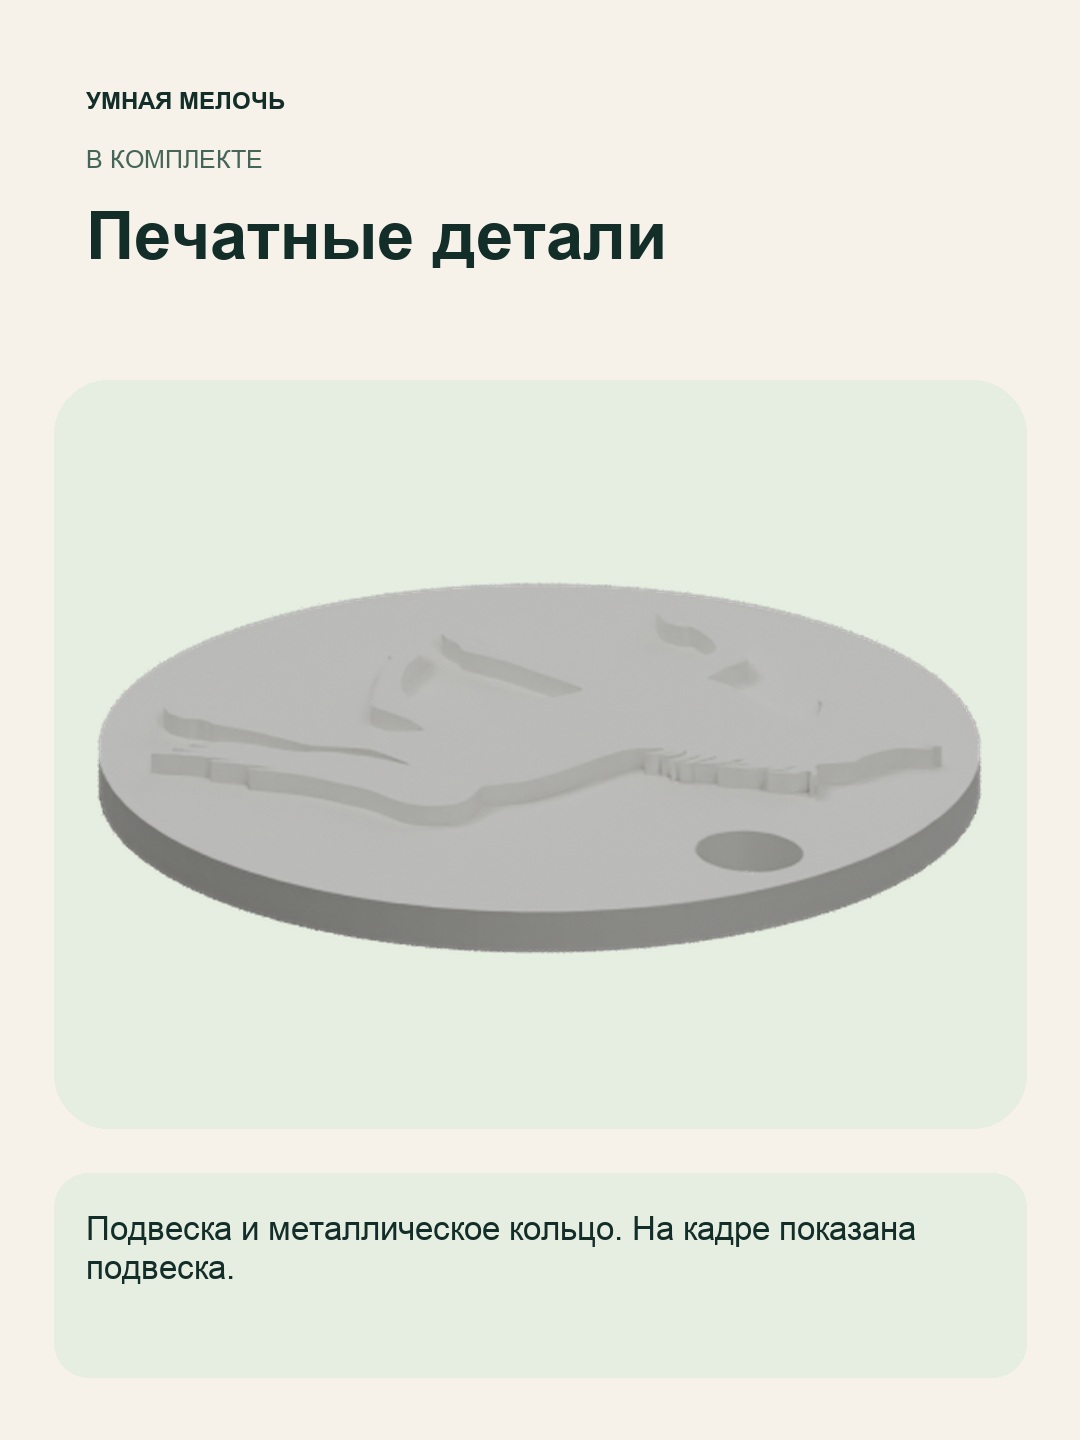 УМНАЯ МЕЛОЧЬ
В КОМПЛЕКТЕ
Печатные детали
Подвеска и металлическое кольцо. На кадре показана
подвеска.